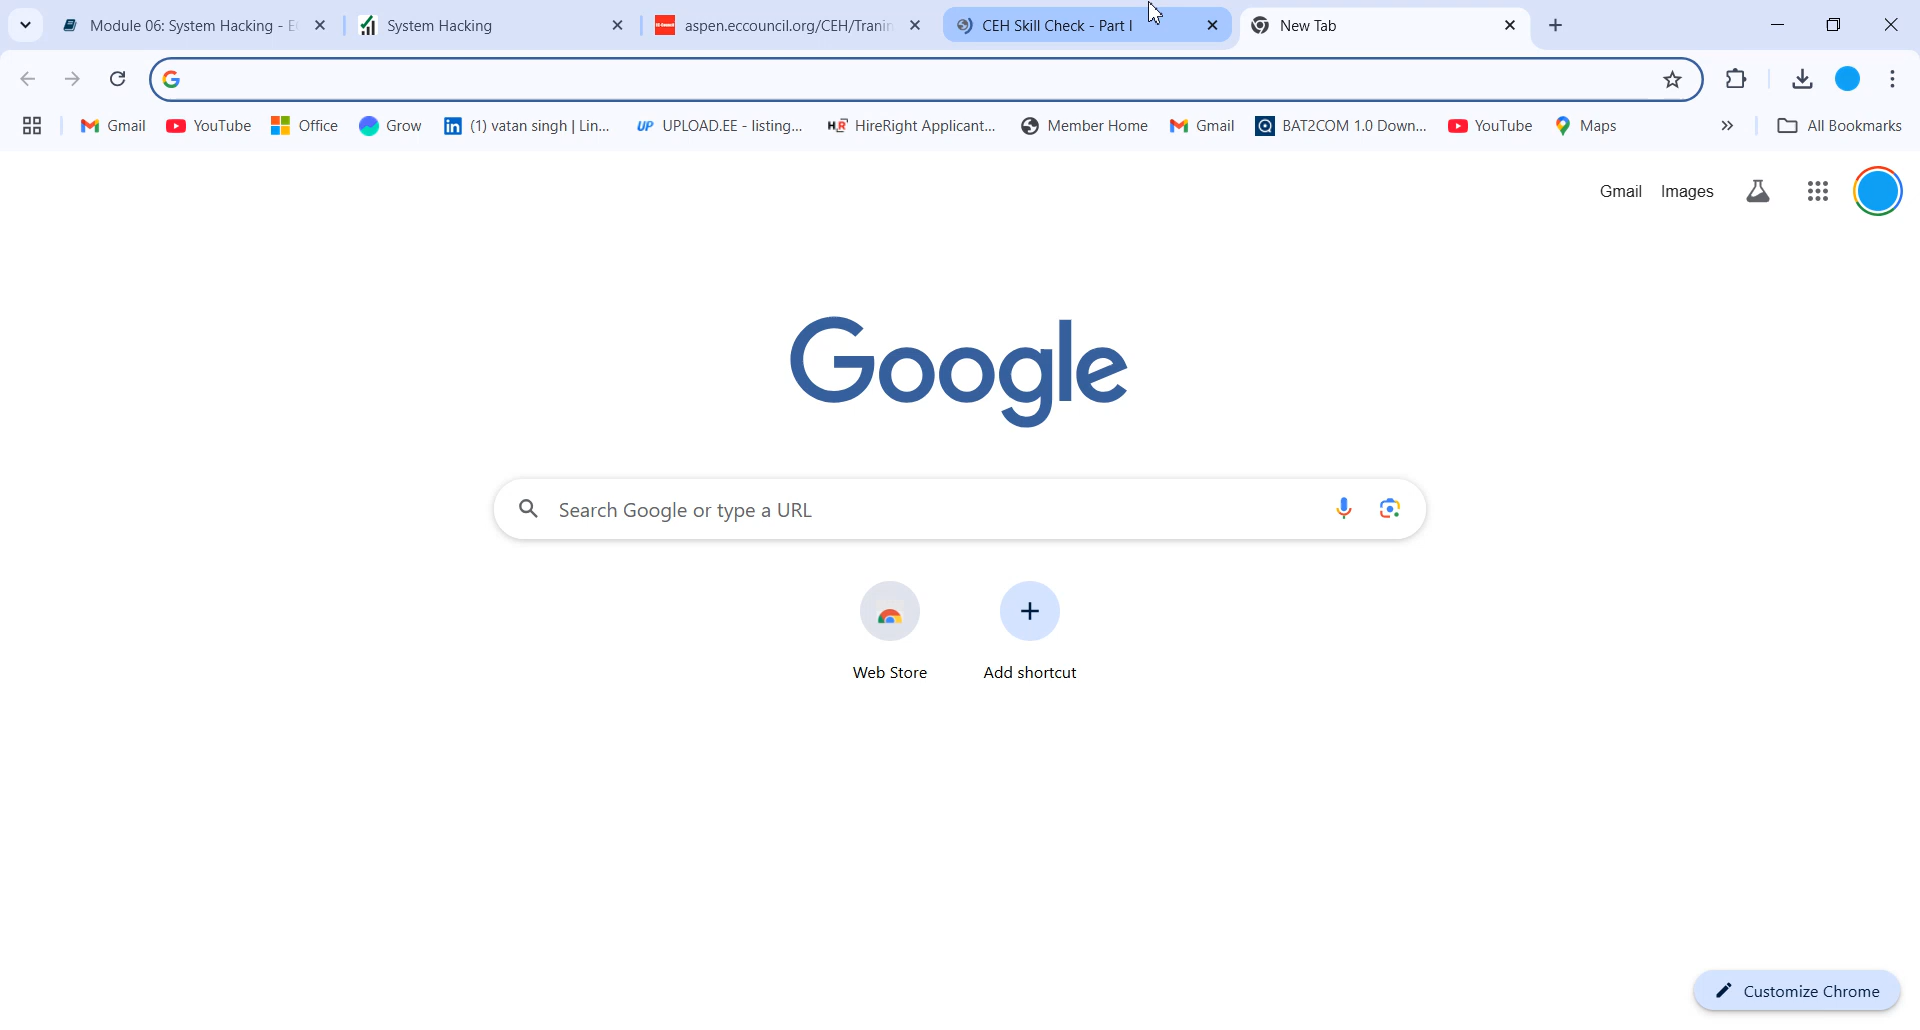 Module 06: System Hacking - E
System Hacking
aspen.eccouncil.org/CEH/Tranin
CEH Skill Check - Part I
New Tab
Gmail
YouTube
Office
Grow
(1) vatan singh | Lin...
UPLOAD.EE - listing...
HireRight Applicant...
Member Home
Gmail
BAT2COM 1.0 Down...
YouTube
Maps
All Bookmarks
Gmail
Images
Google
Search Google or type a URL
Web Store
Add shortcut
Customize Chrome